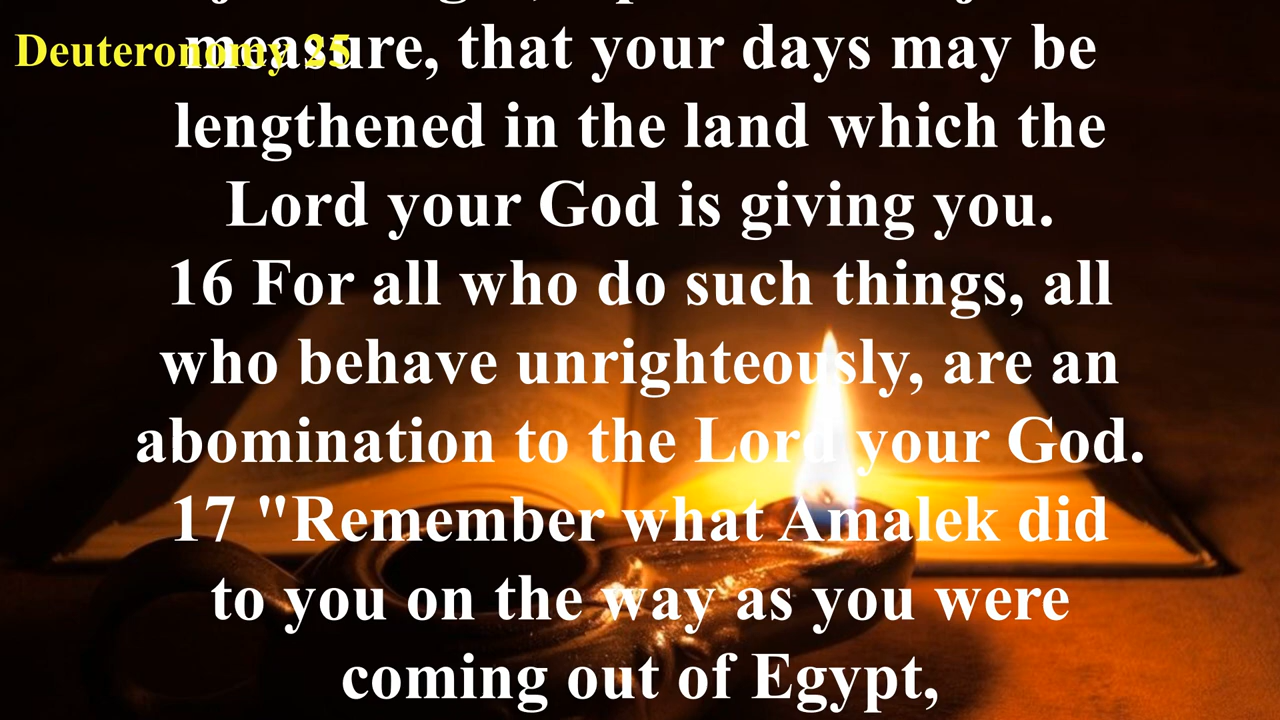 Deuteronomy 25
measure, that your days may be
lengthened in the land which the
Lord your God is giving you.
16 For all who do such things, all
who behave unrighteously, are an
abomination to the Lord your God.
17 "Remember what Amalek did
to you on the way as you were
coming out of Egypt,